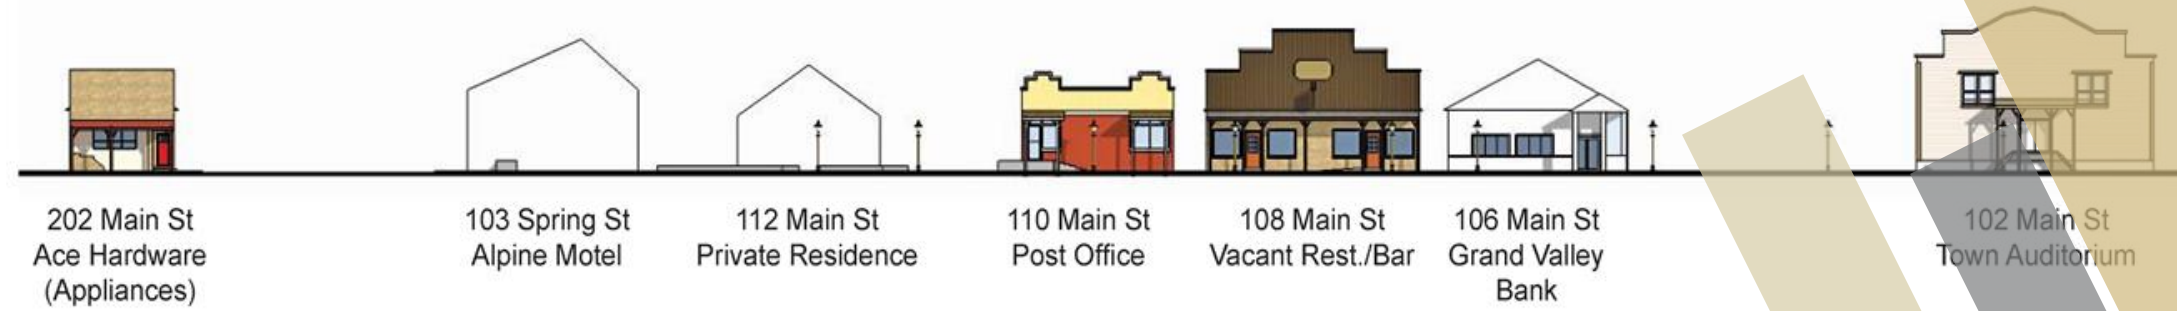 202 Main St
Ace Hardware
(Appliances)
103 Spring St
Alpine Motel
112 Main St
Private Residence
110 Main St
Post Office
108 Main St
Vacant Rest./Bar
106 Main St
Grand Valley
Bank
102 Main St
Town Auditorium